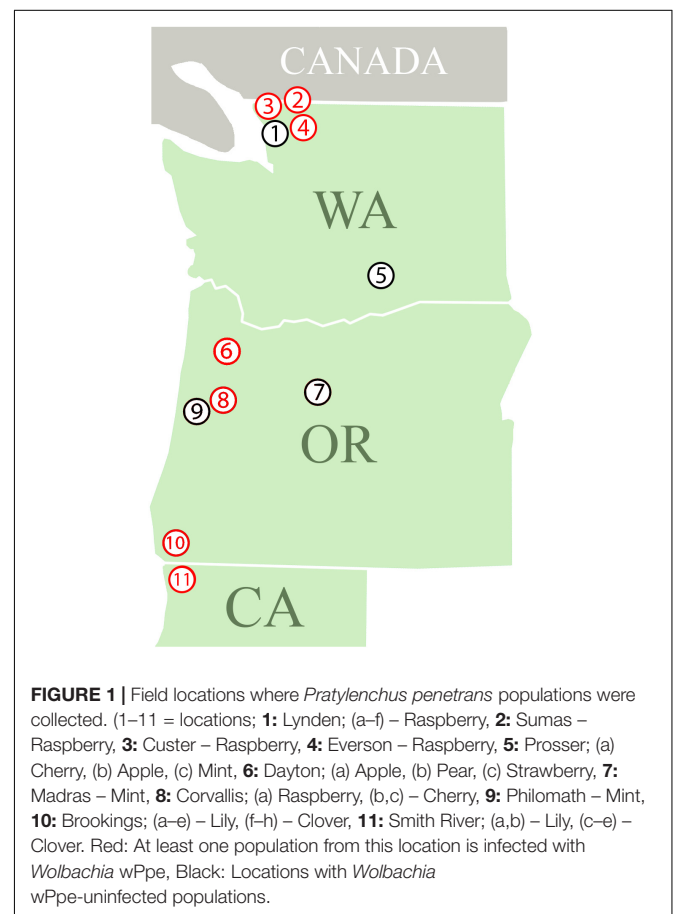 CANADA
3
2
1
4
WA
5
6
7
8
9
OR
10
11
CA
FIGURE 1 | Field locations where Pratylenchus penetrans populations were
collected. (1–11 = locations; 1: Lynden; (a–f) – Raspberry, 2: Sumas –
Raspberry, 3: Custer – Raspberry, 4: Everson – Raspberry, 5: Prosser; (a)
Cherry, (b) Apple, (c) Mint, 6: Dayton; (a) Apple, (b) Pear, (c) Strawberry, 7:
Madras – Mint, 8: Corvallis; (a) Raspberry, (b,c) – Cherry, 9: Philomath – Mint,
10: Brookings; (a–e) – Lily, (f–h) – Clover, 11: Smith River; (a,b) – Lily, (c–e) –
Clover. Red: At least one population from this location is infected with
Wolbachia wPpe, Black: Locations with Wolbachia
wPpe-uninfected populations.